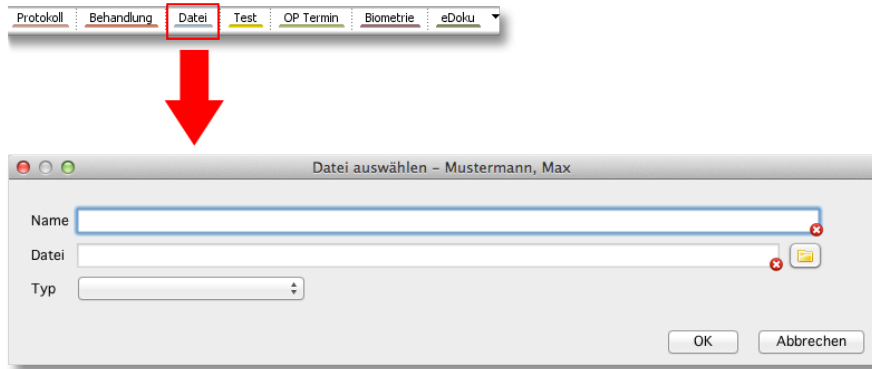 Protokoll Behandlung Datei Test OP Termin Biometrie eDoku
Datei auswählen – Mustermann, Max
Name
Datei
Typ
OK Abbrechen